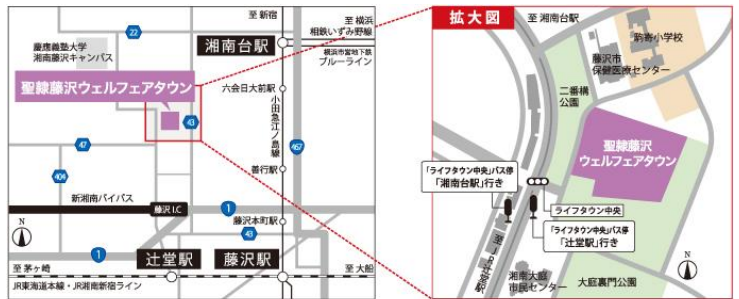 至 新宿
至 横浜
相鉄いずみ野線
22
慶應義塾大学
湘南藤沢キャンパス
湘南台駅
横浜市営地下鉄
ブルーライン
聖隷藤沢ウェルフェアタウン
六会日大前駅
小田急江ノ島線
43
47
467
404
善行駅
新湘南バイパス
藤沢 I.C
1
藤沢本町駅
43
N
1
辻堂駅
藤沢駅
至 茅ヶ崎
至 大船
JR東海道本線・JR湘南新宿ライン
拡大図
至 湘南台駅
駒寄小学校
藤沢市
保健医療センター
二番構
公園
聖隷藤沢
ウェルフェアタウン
「ライフタウン中央」バス停
「湘南台駅」行き
ライフタウン中央
「ライフタウン中央」バス停
「辻堂駅」行き
至 JR辻堂駅
湘南大庭
市民センター
大庭裏門公園
N